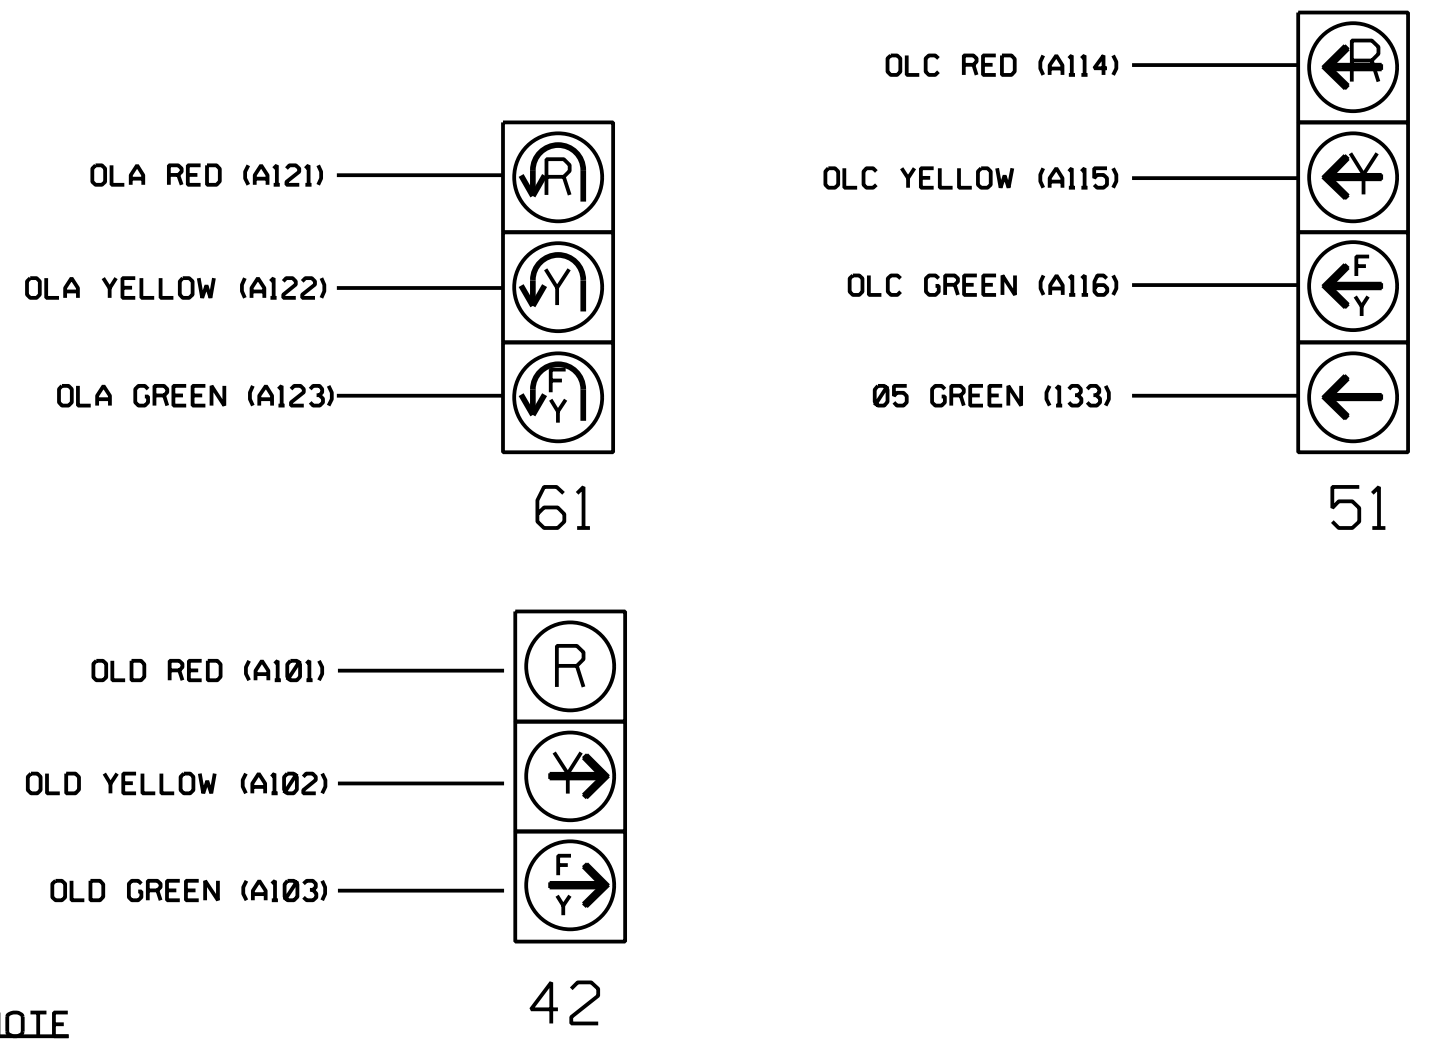 OLA RED (A121)
R
OLA YELLOW (A122)
Y
OLA GREEN (A123)
F
Y
61
OLC RED (A114)
R
OLC YELLOW (A115)
Y
OLC GREEN (A116)
F
Y
Ø5 GREEN (133)
51
OLD RED (A101)
R
OLD YELLOW (A102)
Y
OLD GREEN (A103)
F
Y
42